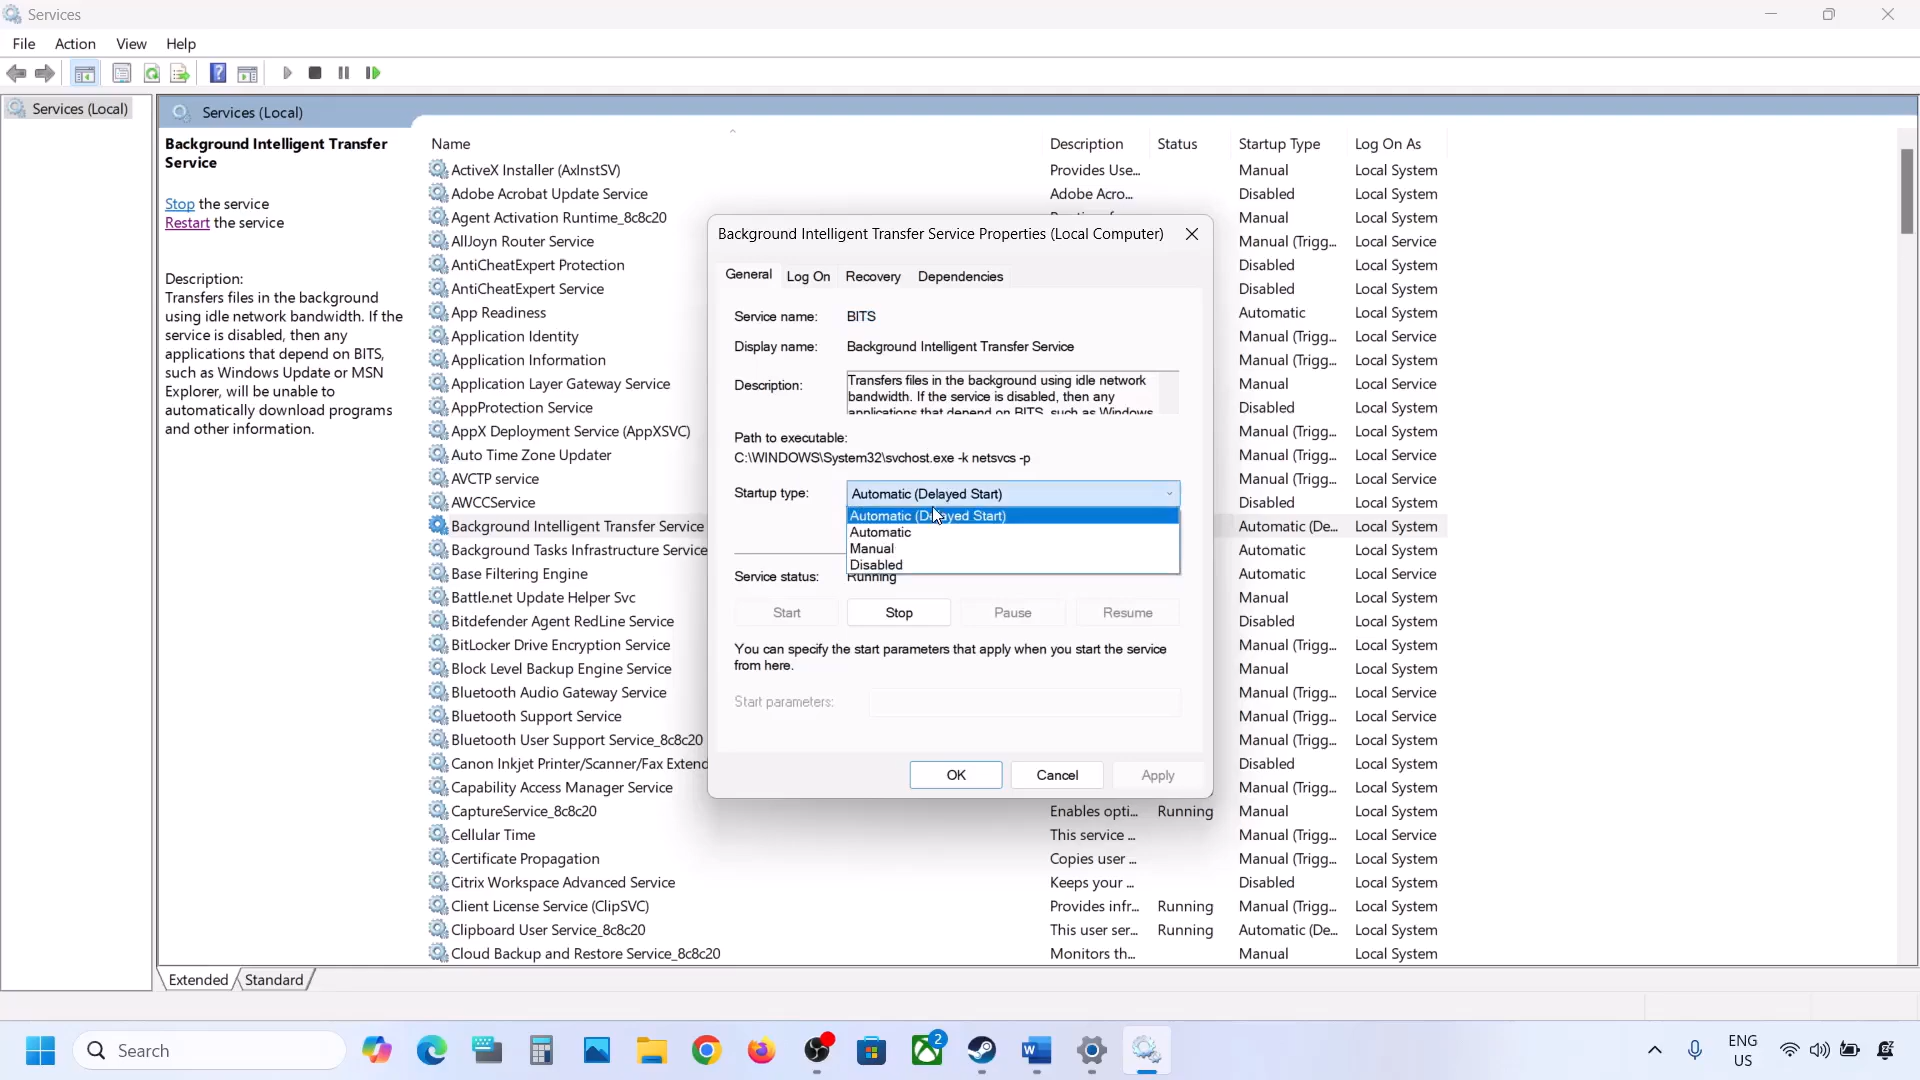 Services
File Action View Help
Services (Local)
Services (Local)
Background Intelligent Transfer
Service
Stop the service
Restart the service
Description:
Transfers files in the background
using idle network bandwidth. If the
service is disabled, then any
applications that depend on BITS,
such as Windows Update or MSN
Explorer, will be unable to
automatically download programs
and other information.
Name Description Status Startup Type Log On As
ActiveX Installer (AxInstSV) Provides Use... Manual Local System
Adobe Acrobat Update Service Adobe Acro... Disabled Local System
Agent Activation Runtime_8c8c20 Manual Local System
AllJoyn Router Service Manual (Trigg... Local Service
AntiCheatExpert Protection Disabled Local System
AntiCheatExpert Service Disabled Local System
App Readiness Automatic Local System
Application Identity Manual (Trigg... Local Service
Application Information Manual (Trigg... Local System
Application Layer Gateway Service Manual Local Service
AppProtection Service Disabled Local System
AppX Deployment Service (AppXSVC) Manual (Trigg... Local System
Auto Time Zone Updater Manual (Trigg... Local Service
AVCTP service Manual (Trigg... Local Service
AWCCService Disabled Local System
Background Intelligent Transfer Service Automatic (De... Local System
Background Tasks Infrastructure Service Automatic Local System
Base Filtering Engine Automatic Local Service
Battle.net Update Helper Svc Manual Local System
Bitdefender Agent RedLine Service Disabled Local System
BitLocker Drive Encryption Service Manual (Trigg... Local System
Block Level Backup Engine Service Manual Local System
Bluetooth Audio Gateway Service Manual (Trigg... Local Service
Bluetooth Support Service Manual (Trigg... Local Service
Bluetooth User Support Service_8c8c20 Manual (Trigg... Local System
Canon Inkjet Printer/Scanner/Fax Extend Disabled Local System
Capability Access Manager Service Manual (Trigg... Local System
CaptureService_8c8c20 Enables opti... Running Manual Local System
Cellular Time This service ... Manual (Trigg... Local Service
Certificate Propagation Copies user ... Manual (Trigg... Local System
Citrix Workspace Advanced Service Keeps your ... Disabled Local System
Client License Service (ClipSVC) Provides infr... Running Manual (Trigg... Local System
Clipboard User Service_8c8c20 This user ser... Running Automatic (De... Local System
Cloud Backup and Restore Service_8c8c20 Monitors th... Manual Local System
Background Intelligent Transfer Service Properties (Local Computer)
General Log On Recovery Dependencies
Service name: BITS
Display name: Background Intelligent Transfer Service
Description: Transfers files in the background using idle network
bandwidth. If the service is disabled, then any
applications that depend on BITS, such as Windows
Path to executable:
C:\WINDOWS\System32\svchost.exe -k netsvcs -p
Startup type: Automatic (Delayed Start)
Automatic (Delayed Start)
Automatic
Manual
Disabled
Service status: Running
Start Stop Pause Resume
You can specify the start parameters that apply when you start the service
from here.
Start parameters:
OK Cancel Apply
Extended Standard
Search
2
ENG
US